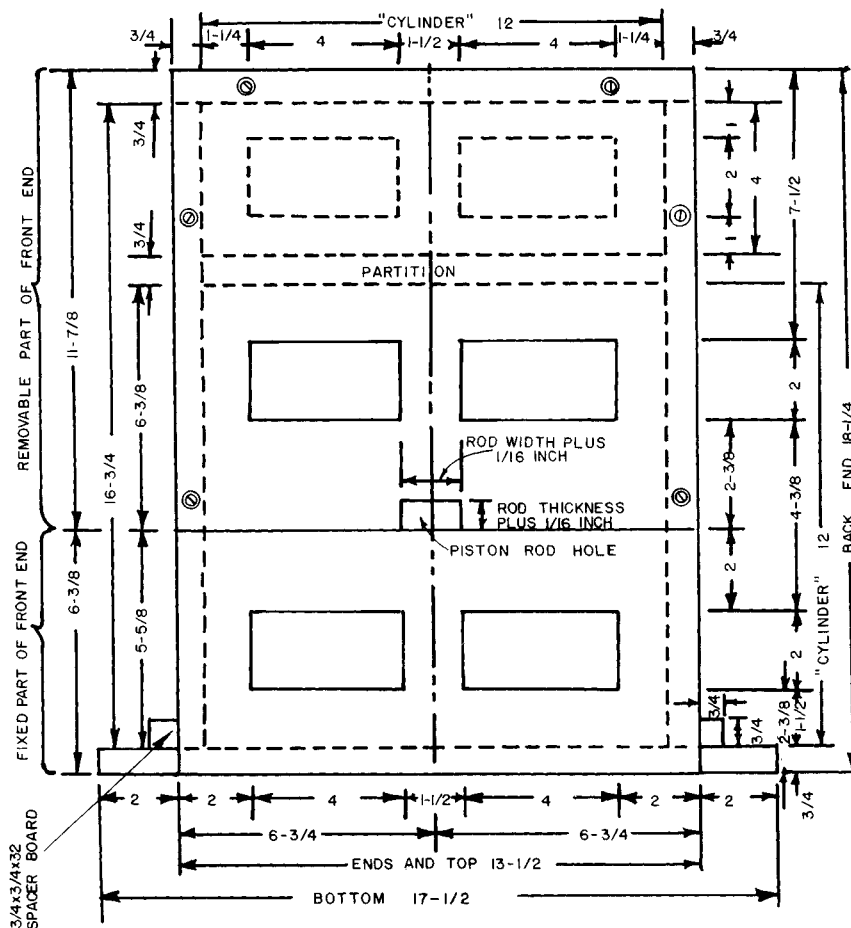 "CYLINDER" 12
3/4
1-1/4
4
1-1/2
4
1-1/4
3/4
3/4
3/4
1
2
1
4
7-1/2
PARTITION
REMOVABLE PART OF FRONT END
11-7/8
16-3/4
6-3/8
2
2-3/8
4-3/8
ROD WIDTH PLUS
1/16 INCH
ROD THICKNESS
PLUS 1/16 INCH
PISTON ROD HOLE
"CYLINDER" 12
BACK END 18-1/4
FIXED PART OF FRONT END
6-3/8
5-5/8
2
2
3/4
3/4
2-3/8
1-1/2
3/4
2
2
4
1-1/2
4
2
2
6-3/4
6-3/4
ENDS AND TOP 13-1/2
BOTTOM 17-1/2
3/4x3/4x32
SPACER BOARD